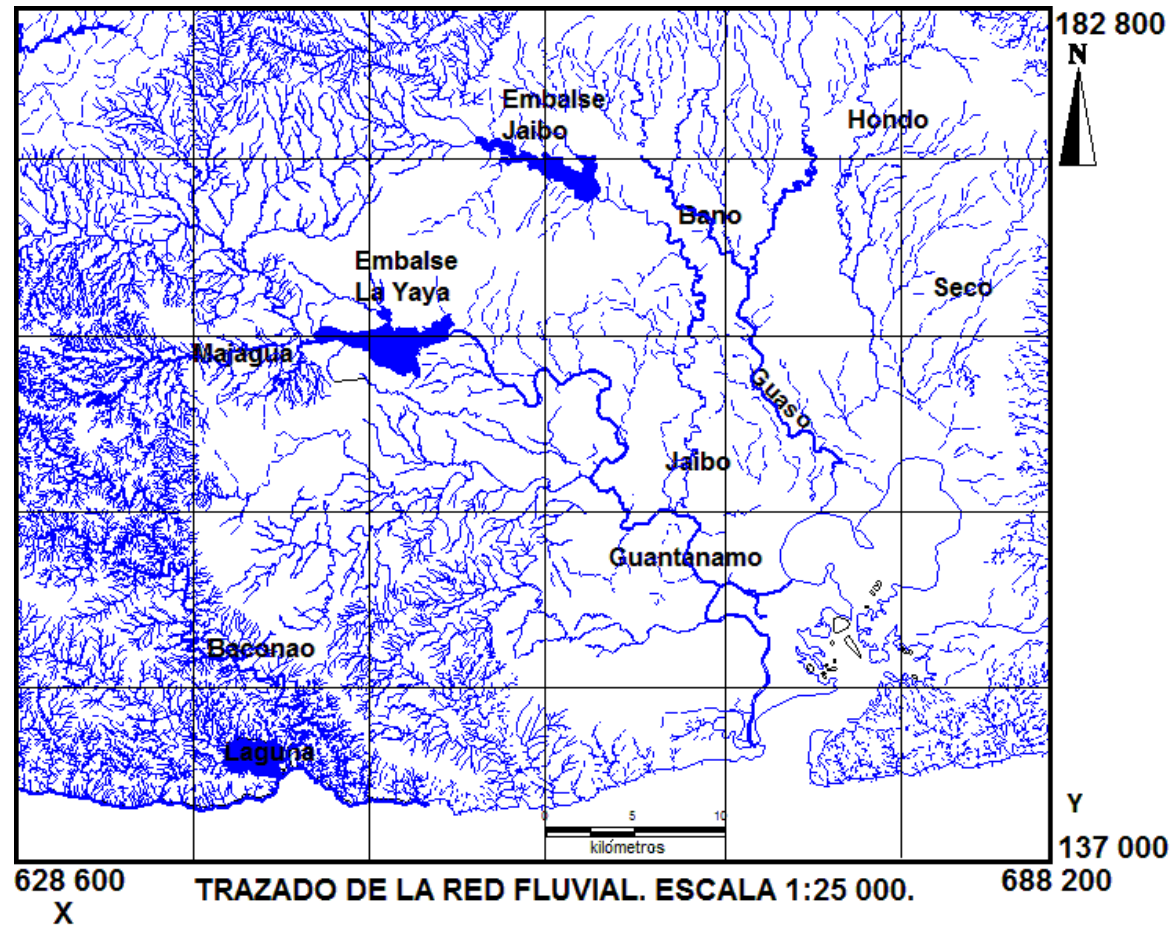 182 800
N
Embalse
Jaibo
Hondo
Bano
Embalse
La Yaya
Seco
Majagua
Guaso
Jaibo
Guantanamo
Baconao
Laguna
0 5 10
kilómetros
Y
137 000
628 600
688 200
X
TRAZADO DE LA RED FLUVIAL. ESCALA 1:25 000.